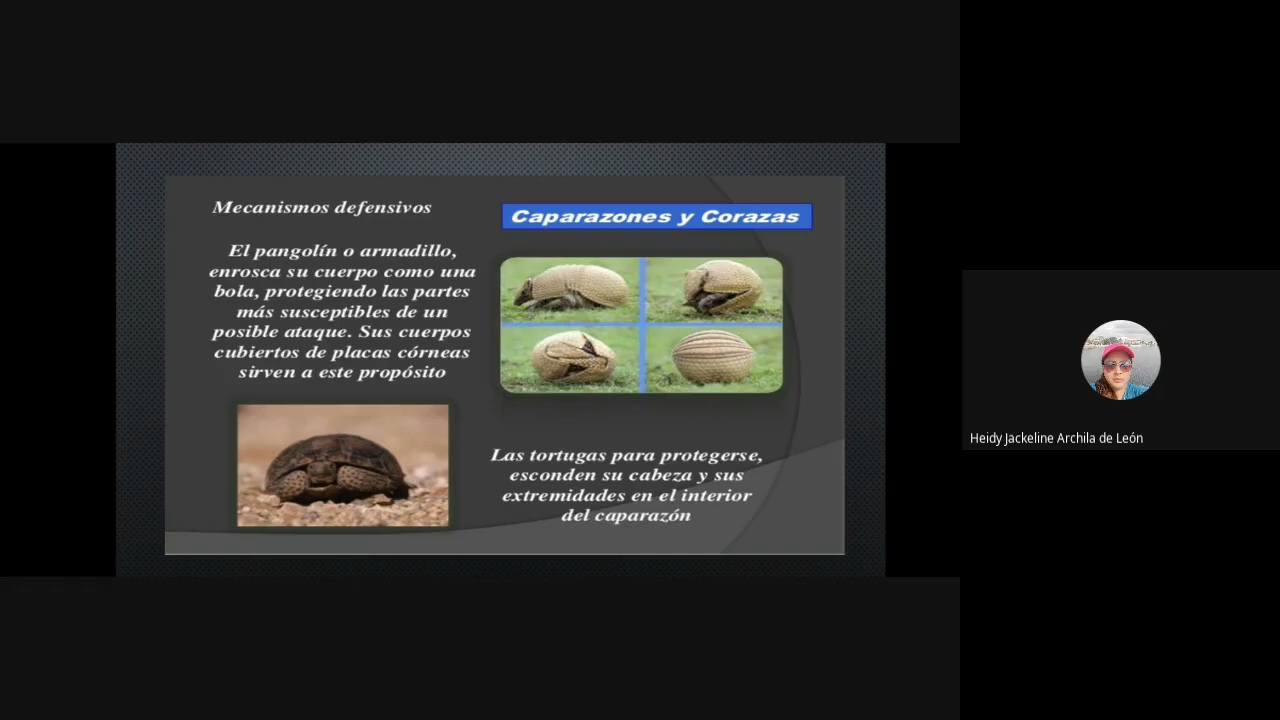 Mecanismos defensivos
Caparazones y Corazas
El pangolín o armadillo,
enrosca su cuerpo como una
bola, protegiendo las partes
más susceptibles de un
posible ataque. Sus cuerpos
cubiertos de placas córneas
sirven a este propósito
Las tortugas para protegerse,
esconden su cabeza y sus
extremidades en el interior
del caparazón
Heidy Jackeline Archila de León